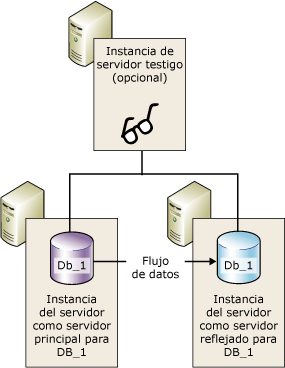 Instancia de
servidor testigo
(opcional)
Db_1
Flujo
de datos
Db_1
Instancia
del servidor
como servidor
principal para
DB_1
Instancia
del servidor
como servidor
reflejado para
DB_1